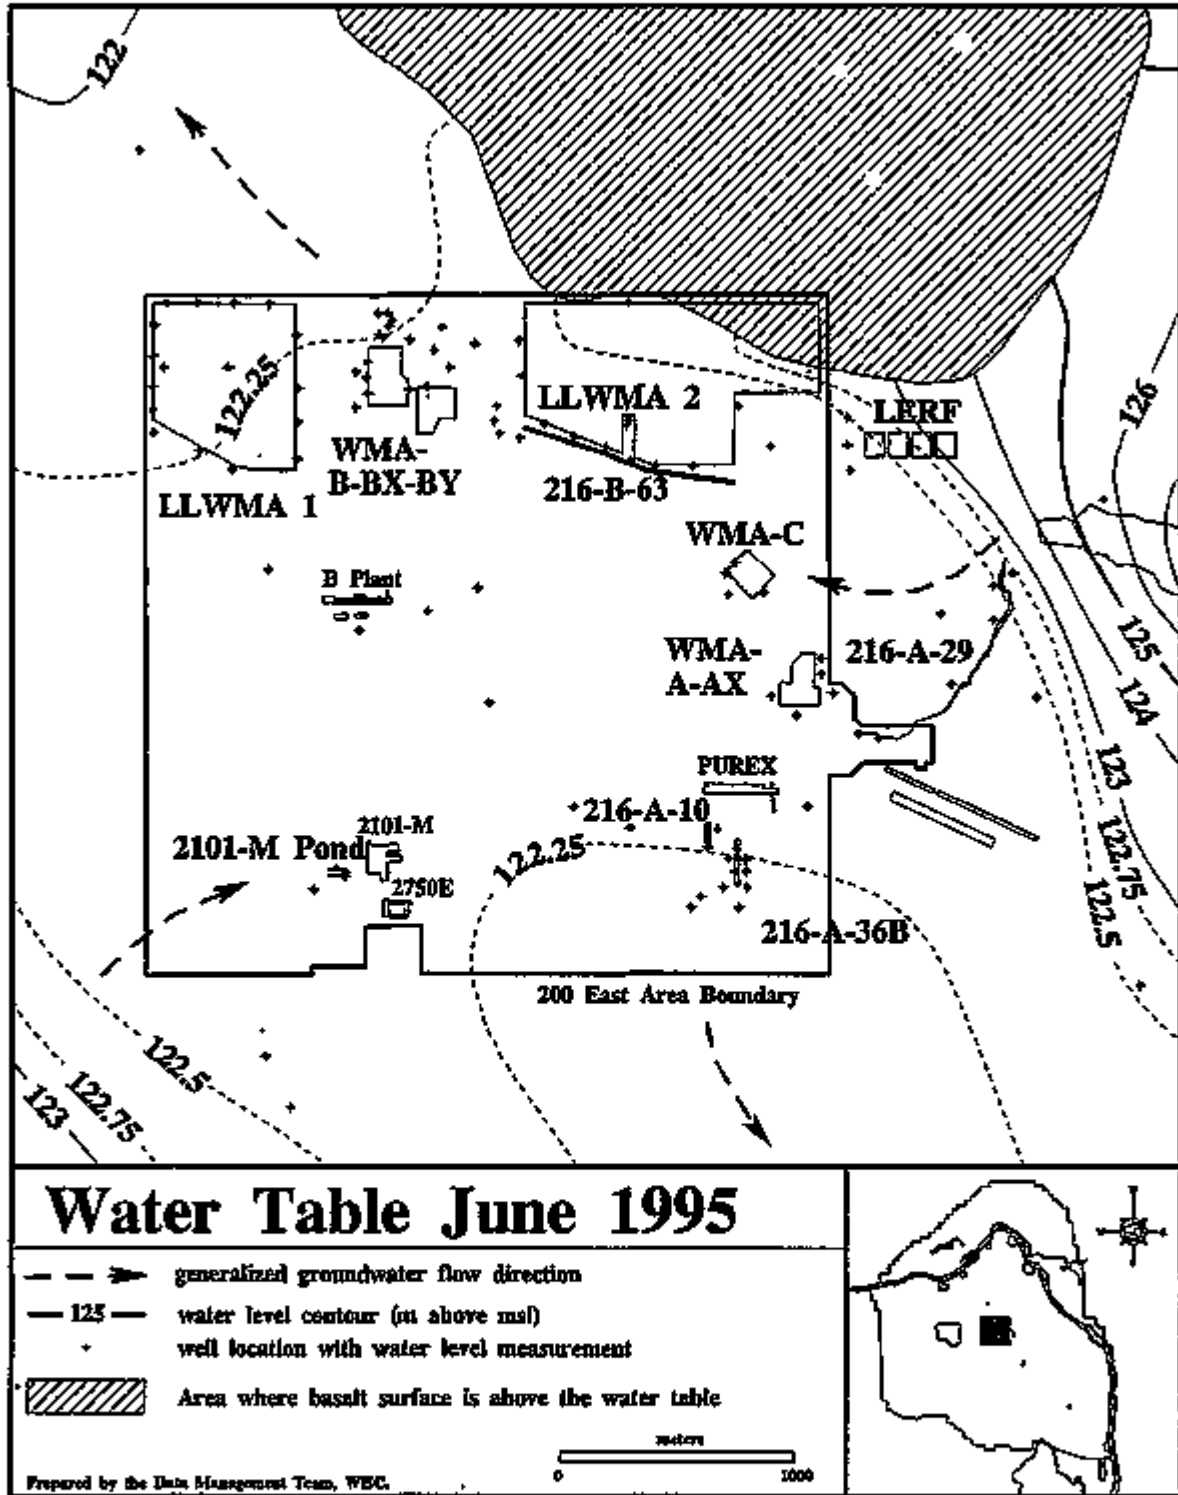 122
122.25
LLWMA 2
LERF
126
WMA-
B-BX-BY
216-B-63
LLWMA 1
WMA-C
B Plant
WMA-
A-AX
216-A-29
125
124
PUREX
123
216-A-10
2101-M
2101-M Pond
122.25
122.75
2750E
122.5
216-A-36B
200 East Area Boundary
122.5
122.75
123
Water Table June 1995
generalized groundwater flow direction
125
water level contour (m above msl)
well location with water level measurement
Area where basalt surface is above the water table
meters
0 1000
Prepared by the Data Management Team, WHC.